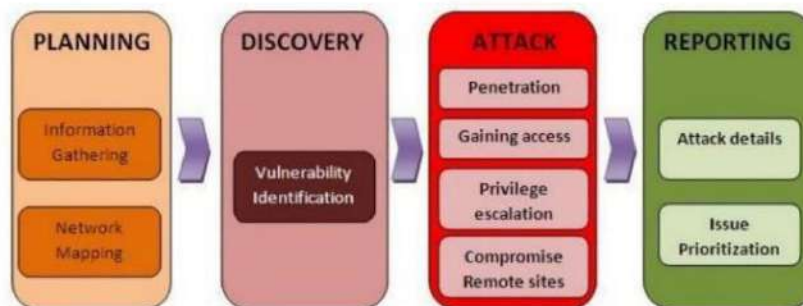 PLANNING
Information
Gathering
Network
Mapping
DISCOVERY
Vulnerability
Identification
ATTACK
Penetration
Gaining access
Privilege
escalation
Compromise
Remote sites
REPORTING
Attack details
Issue
Prioritization